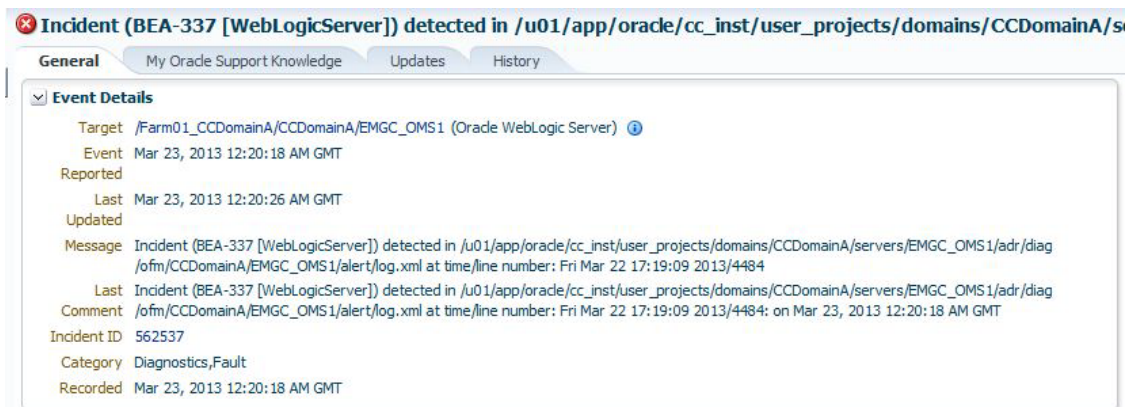 Incident (BEA-337 [WebLogicServer]) detected in /u01/app/oracle/cc_inst/user_projects/domains/CCDomainA/se
General My Oracle Support Knowledge Updates History
Event Details
Target /Farm01_CCDomainA/CCDomainA/EMGC_OMS1 (Oracle WebLogic Server)
Event Reported Mar 23, 2013 12:20:18 AM GMT
Last Updated Mar 23, 2013 12:20:26 AM GMT
Message Incident (BEA-337 [WebLogicServer]) detected in /u01/app/oracle/cc_inst/user_projects/domains/CCDomainA/servers/EMGC_OMS1/adr/diag
/ofm/CCDomainA/EMGC_OMS1/alert/log.xml at time/line number: Fri Mar 22 17:19:09 2013/4484
Last Incident (BEA-337 [WebLogicServer]) detected in /u01/app/oracle/cc_inst/user_projects/domains/CCDomainA/servers/EMGC_OMS1/adr/diag
Comment /ofm/CCDomainA/EMGC_OMS1/alert/log.xml at time/line number: Fri Mar 22 17:19:09 2013/4484: on Mar 23, 2013 12:20:18 AM GMT
Incident ID 562537
Category Diagnostics,Fault
Recorded Mar 23, 2013 12:20:18 AM GMT